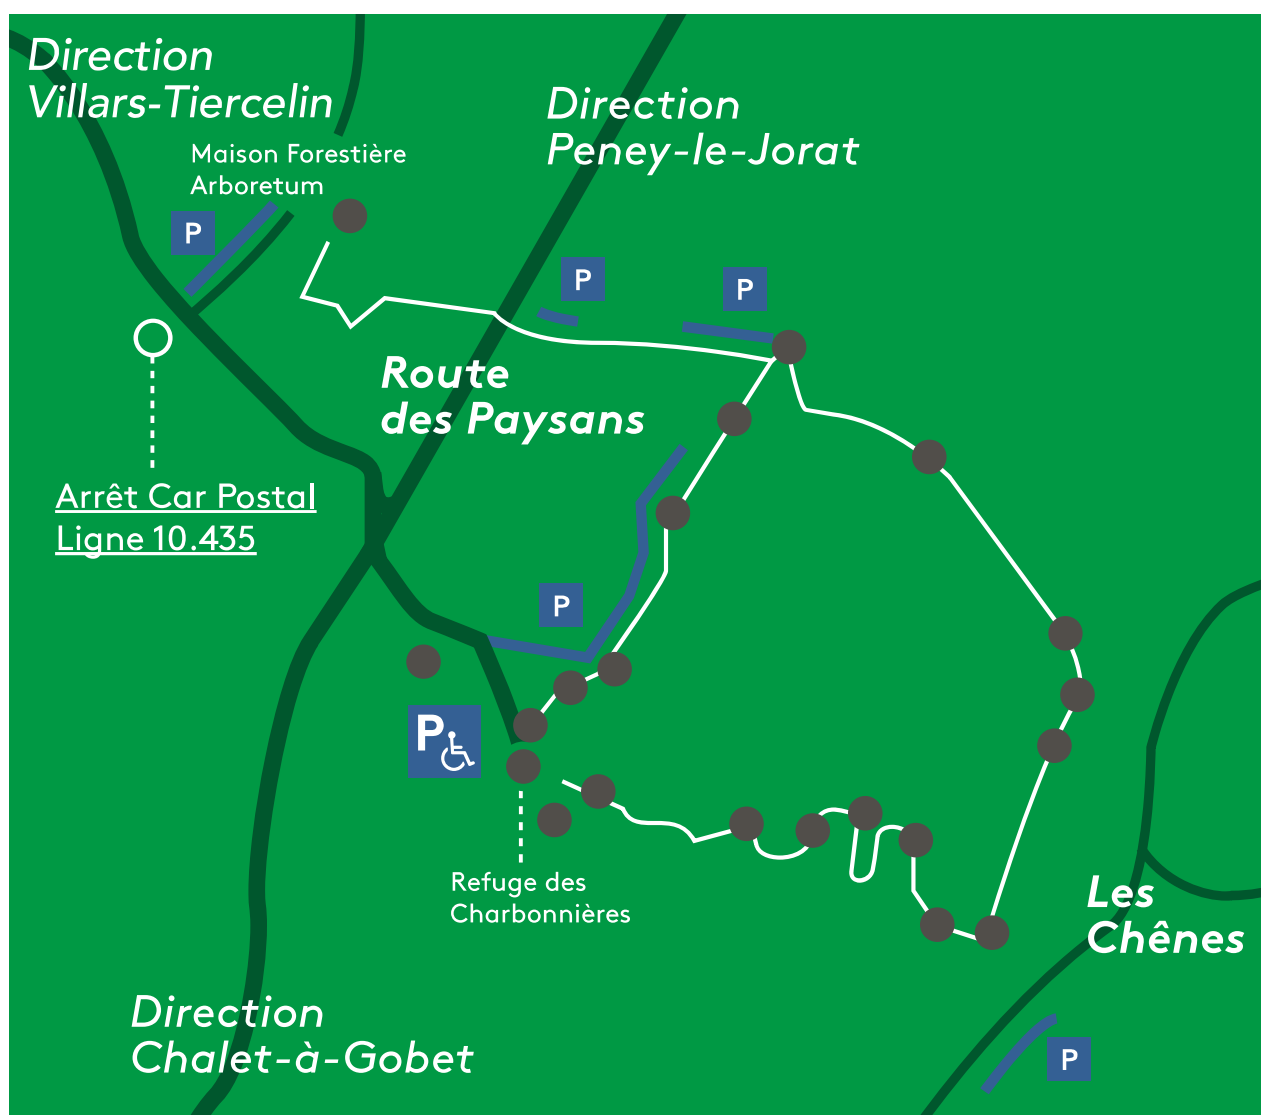 Direction
Villars-Tiercelin
Direction
Peney-le-Jorat
Maison Forestière
Arboretum
P
P
P
Route
des Paysans
Arrêt Car Postal
Ligne 10.435
P
P
Refuge des
Charbonnières
Les
Chênes
Direction
Chalet-à-Gobet
P